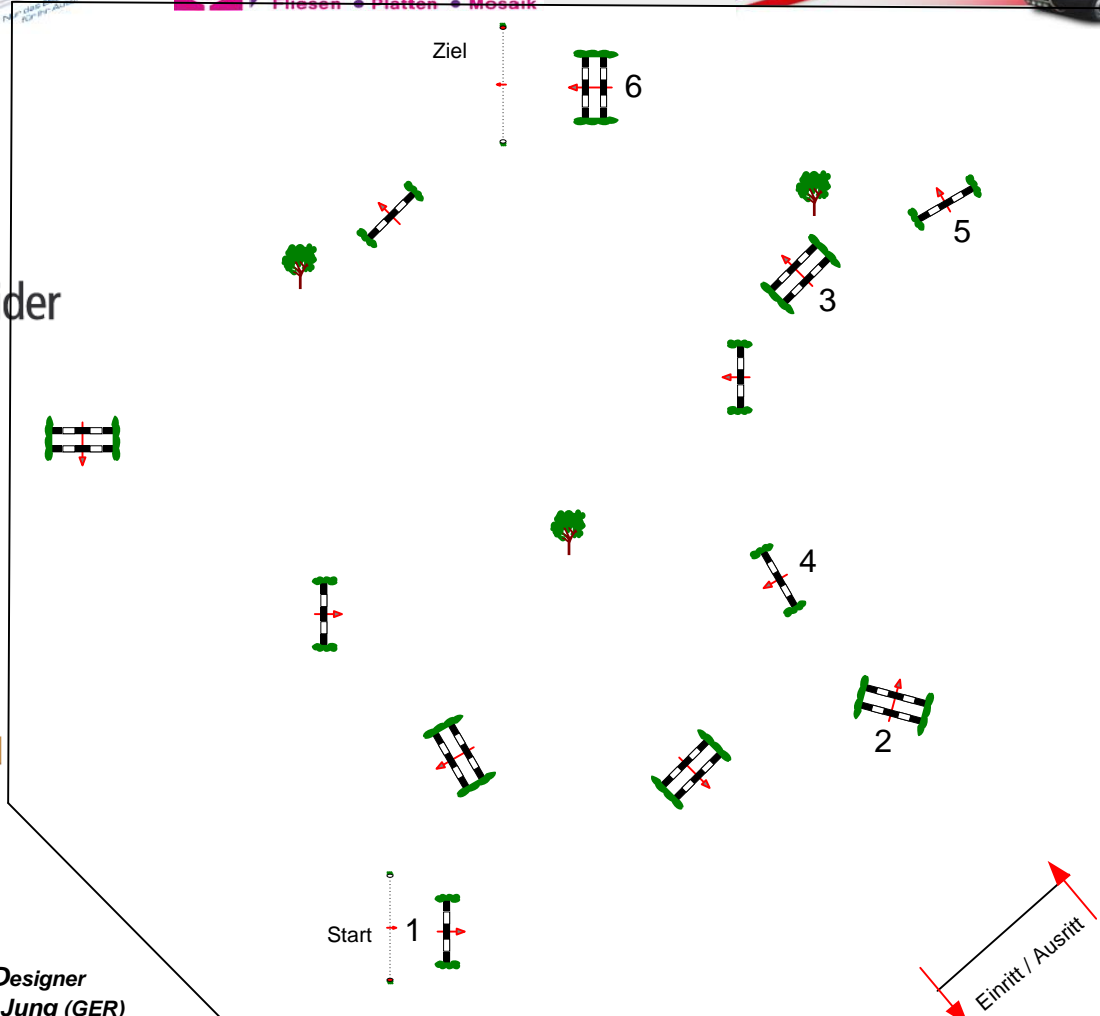 Fliesen • Platten • Mosaik
Ziel
6
5
3
der
4
2
Start
1
Einritt / Ausritt
Designer
Jung (GER)